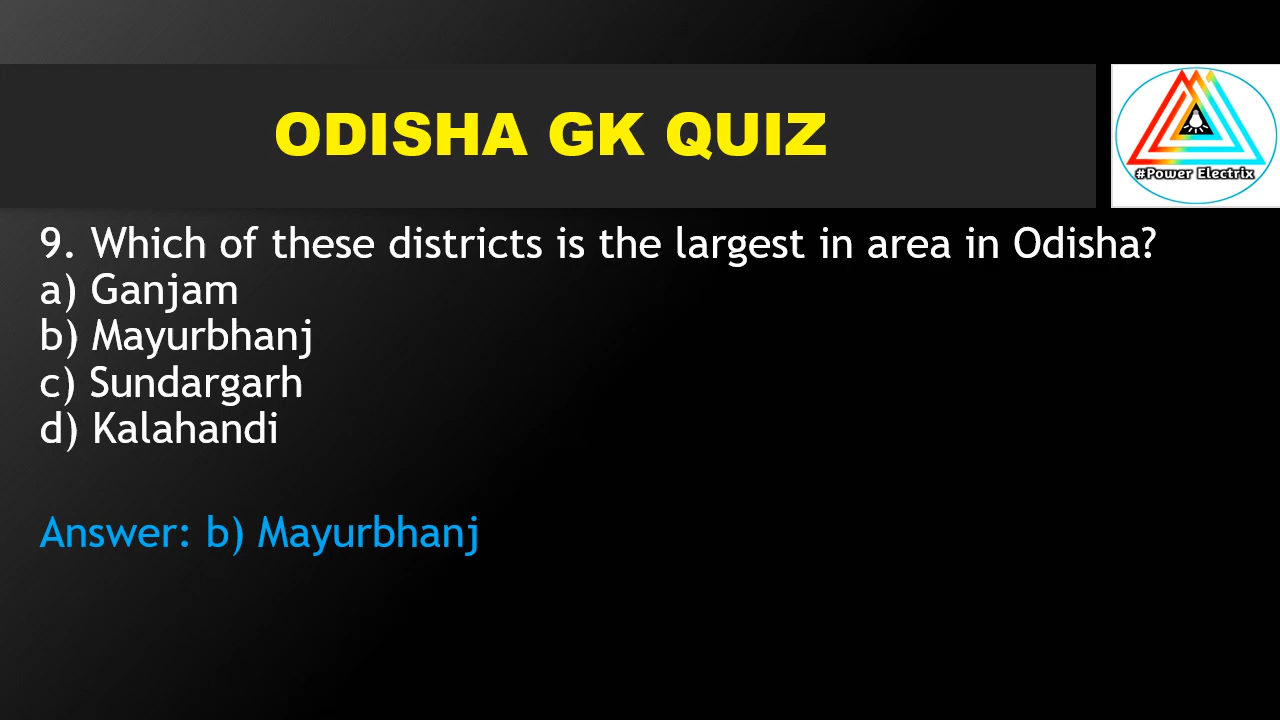 ODISHA GK QUIZ
#Power Electrix
9. Which of these districts is the largest in area in Odisha?
a) Ganjam
b) Mayurbhanj
c) Sundargarh
d) Kalahandi
Answer: b) Mayurbhanj